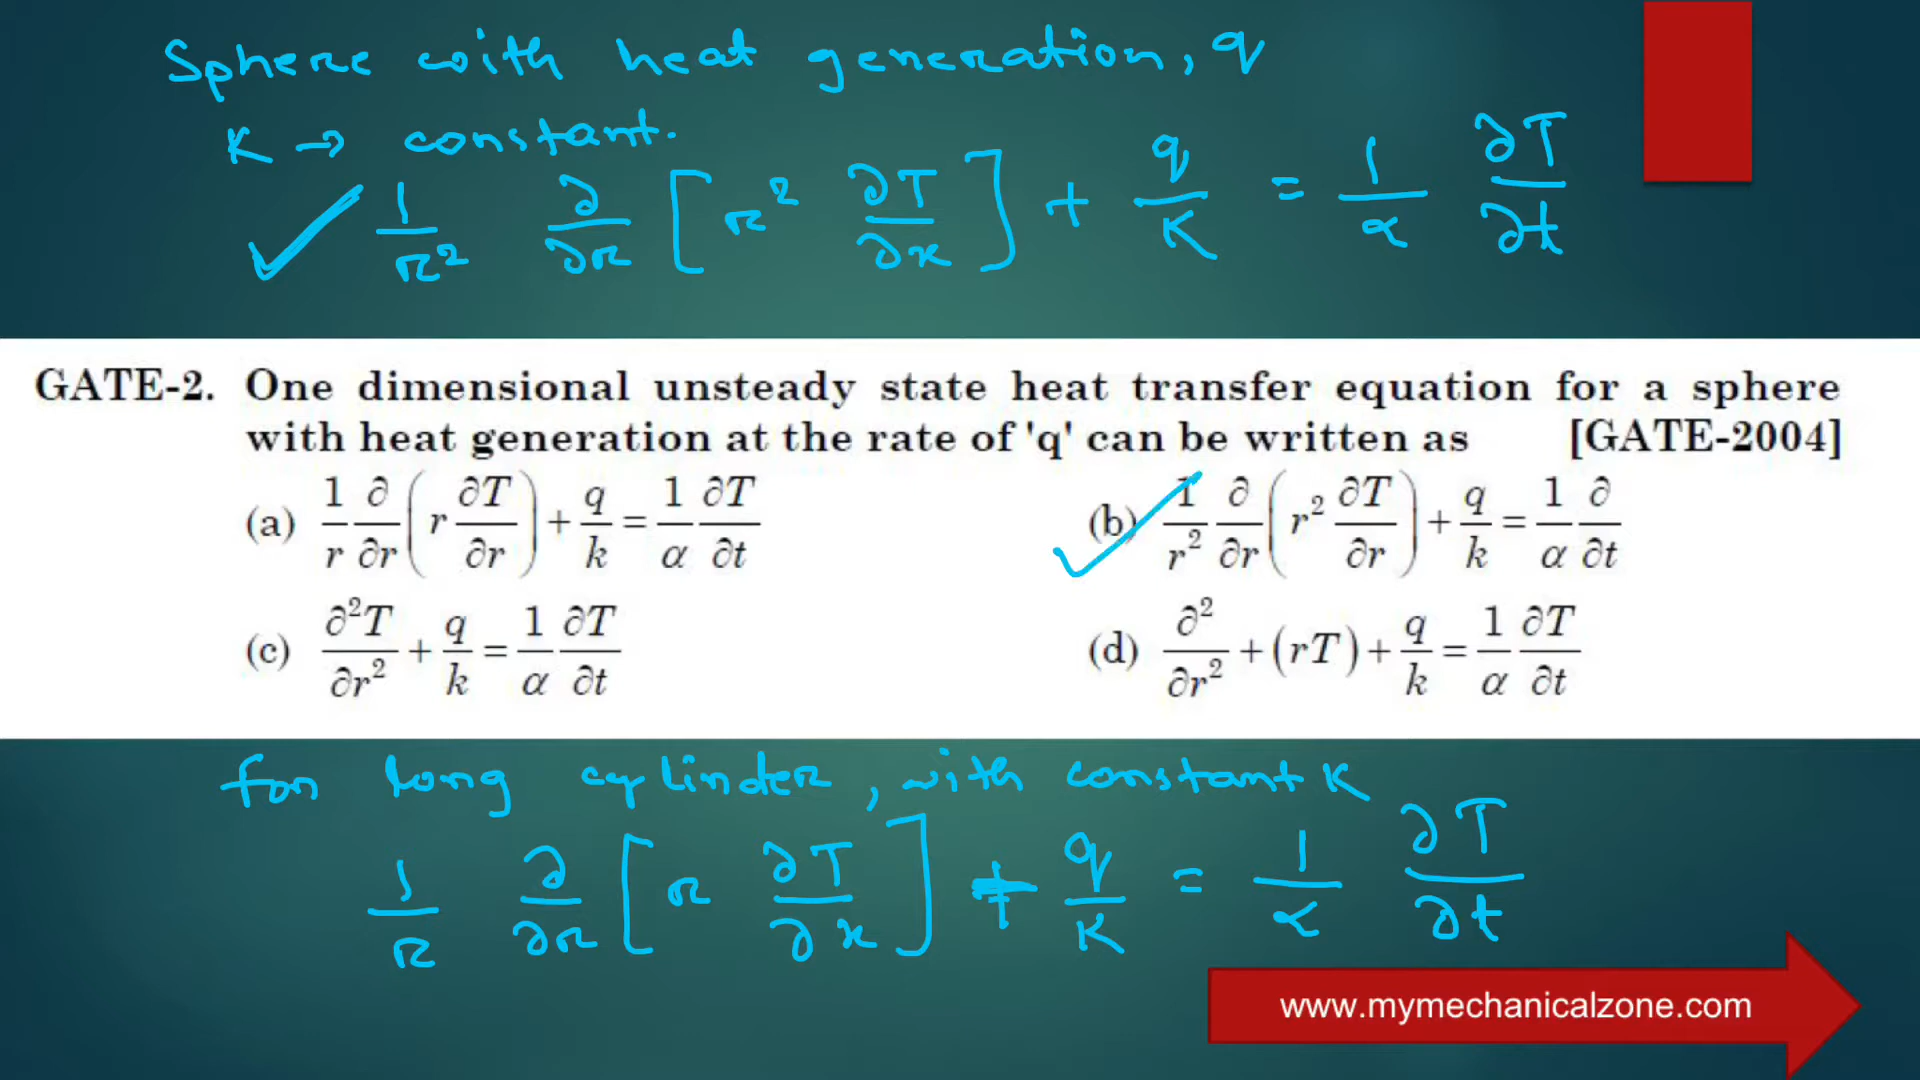 Sphere with heat generation, q
K → constant.
1/r² ∂/∂r [r² ∂T/∂x] + q/K = 1/α ∂T/∂t
GATE-2. One dimensional unsteady state heat transfer equation for a sphere
with heat generation at the rate of 'q' can be written as [GATE-2004]
(a) 1/r ∂/∂r (r ∂T/∂r) + q/k = 1/α ∂T/∂t
(b) 1/r² ∂/∂r (r² ∂T/∂r) + q/k = 1/α ∂/∂t
(c) ∂²T/∂r² + q/k = 1/α ∂T/∂t
(d) ∂²/∂r² + (rT) + q/k = 1/α ∂T/∂t
for long cylinder, with constant K
1/r ∂/∂r [r ∂T/∂x] + q/K = 1/α ∂T/∂t
www.mymechanicalzone.com